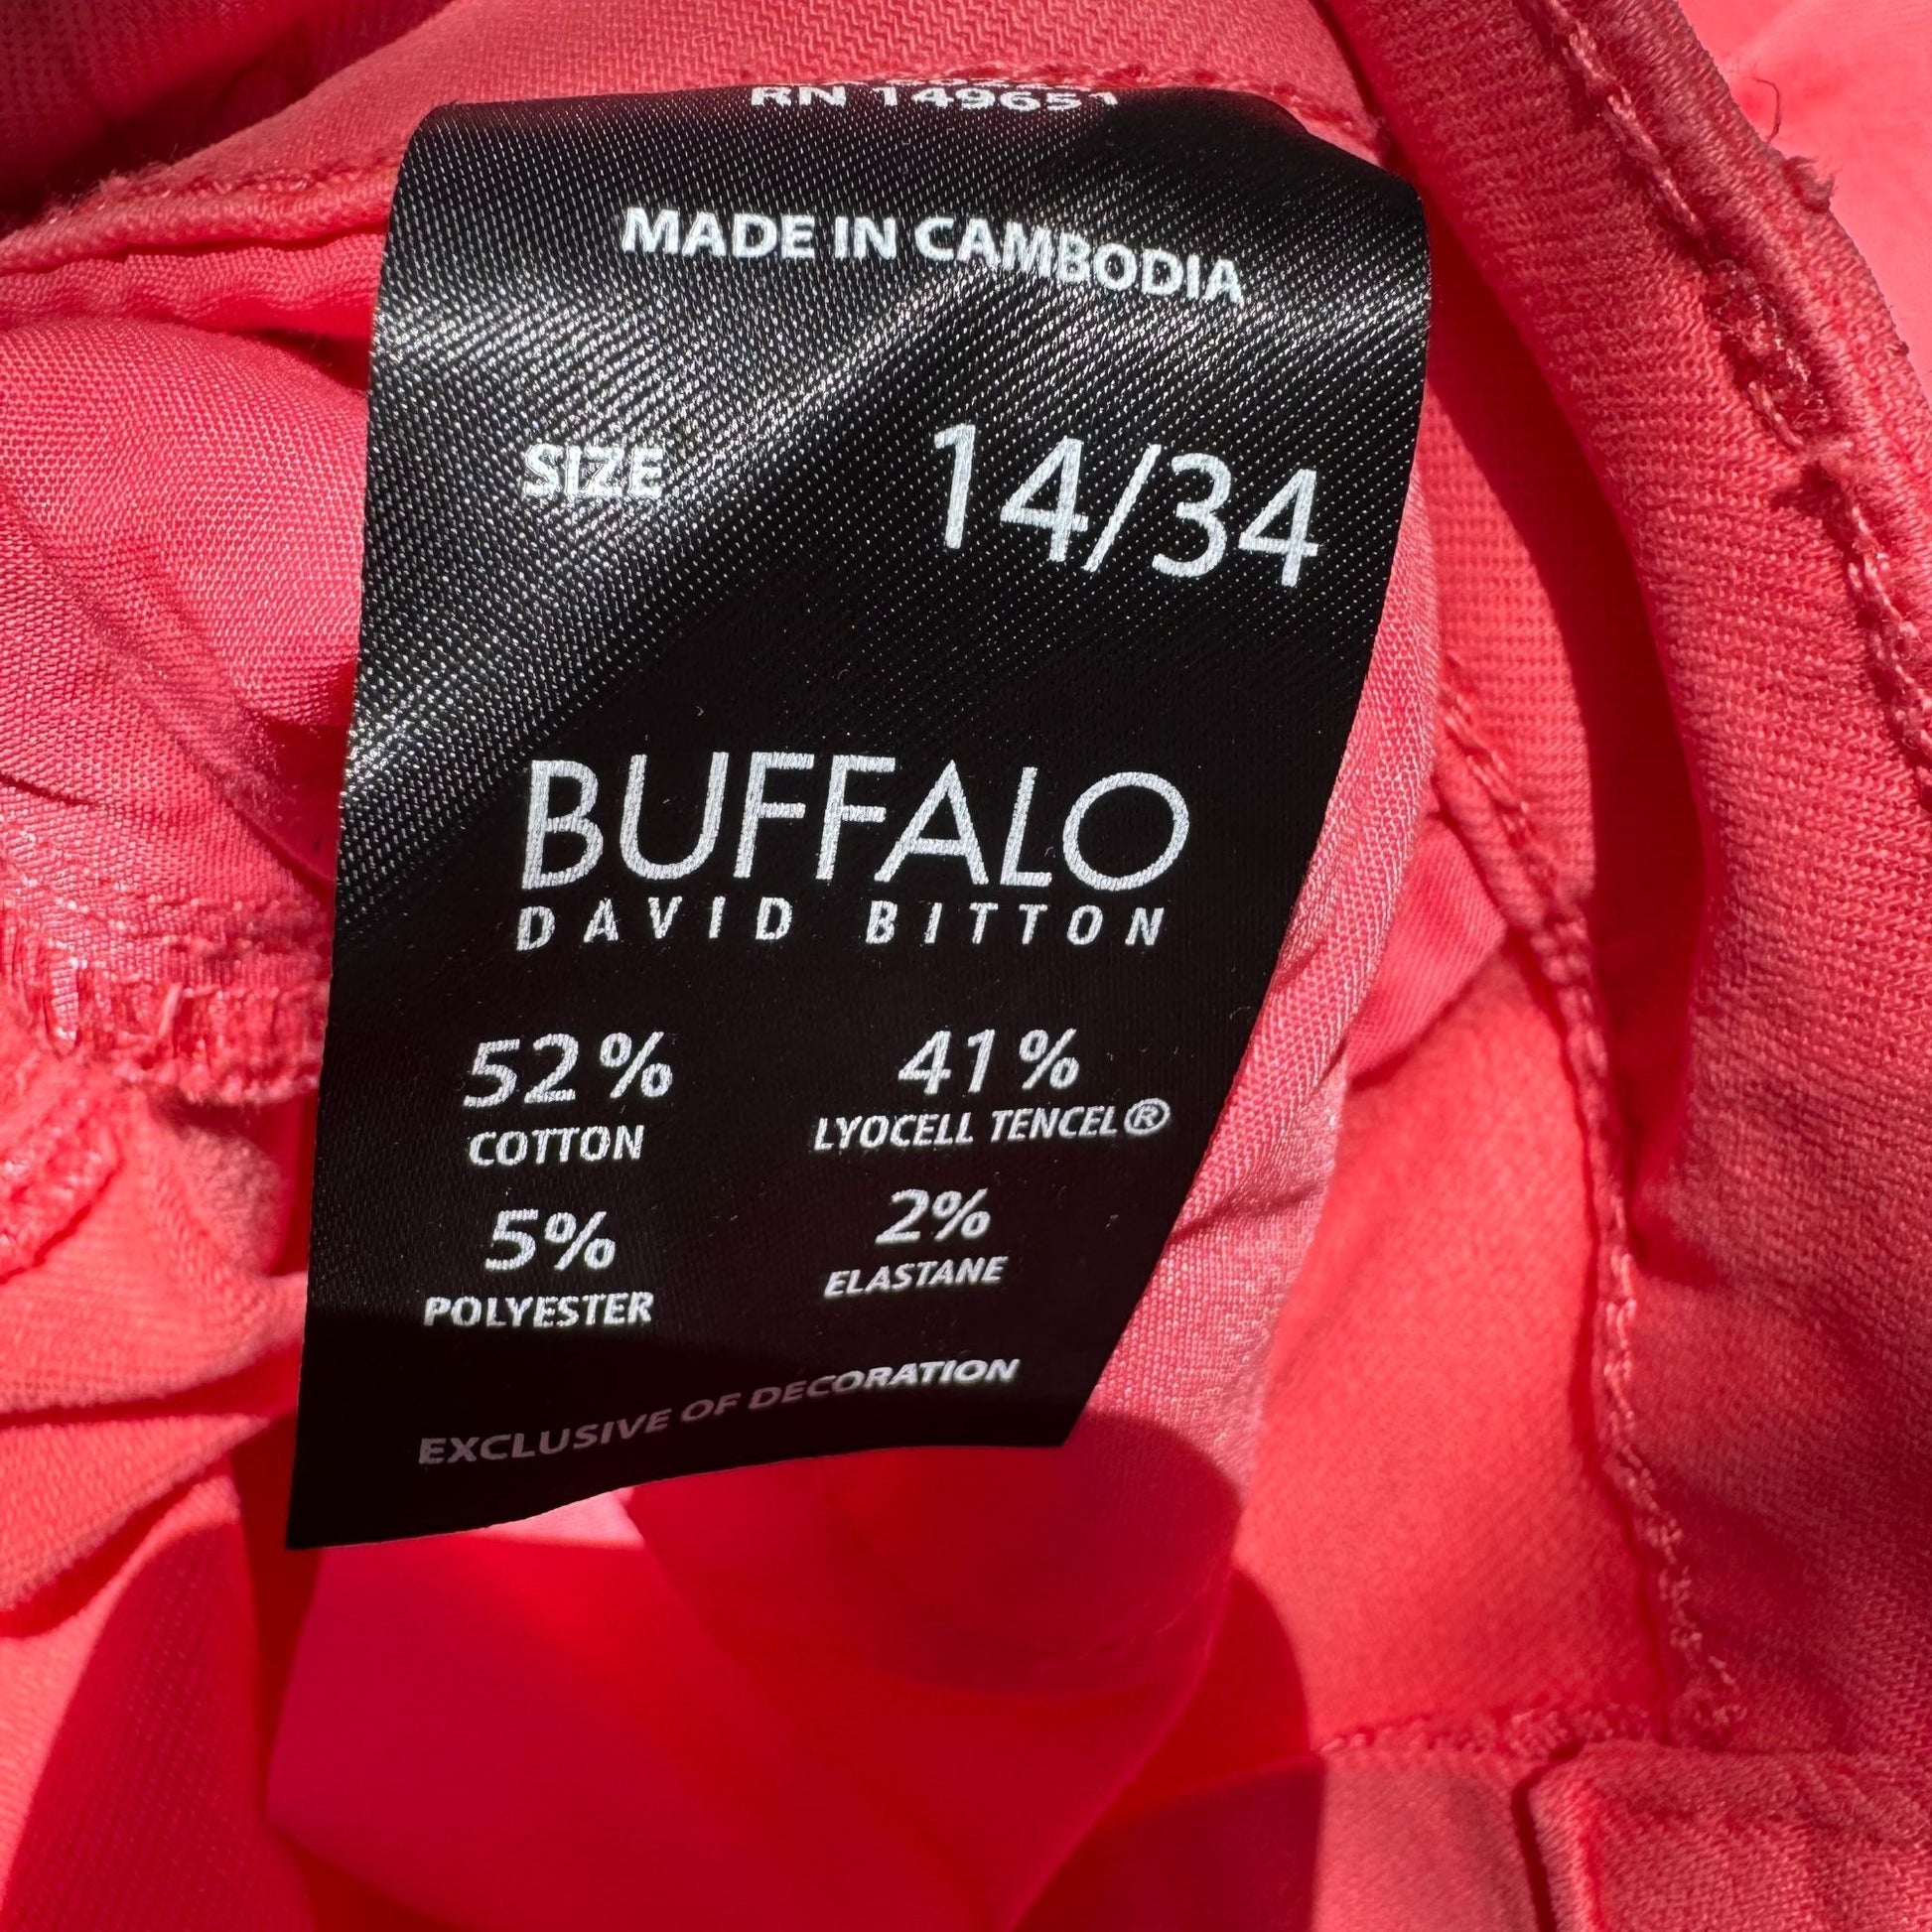 RN 149651
MADE IN CAMBODIA
SIZE 14/34
BUFFALO
DAVID BITTON
52% 41%
COTTON LYOCELL TENCEL®
5% 2%
POLYESTER ELASTANE
EXCLUSIVE OF DECORATION